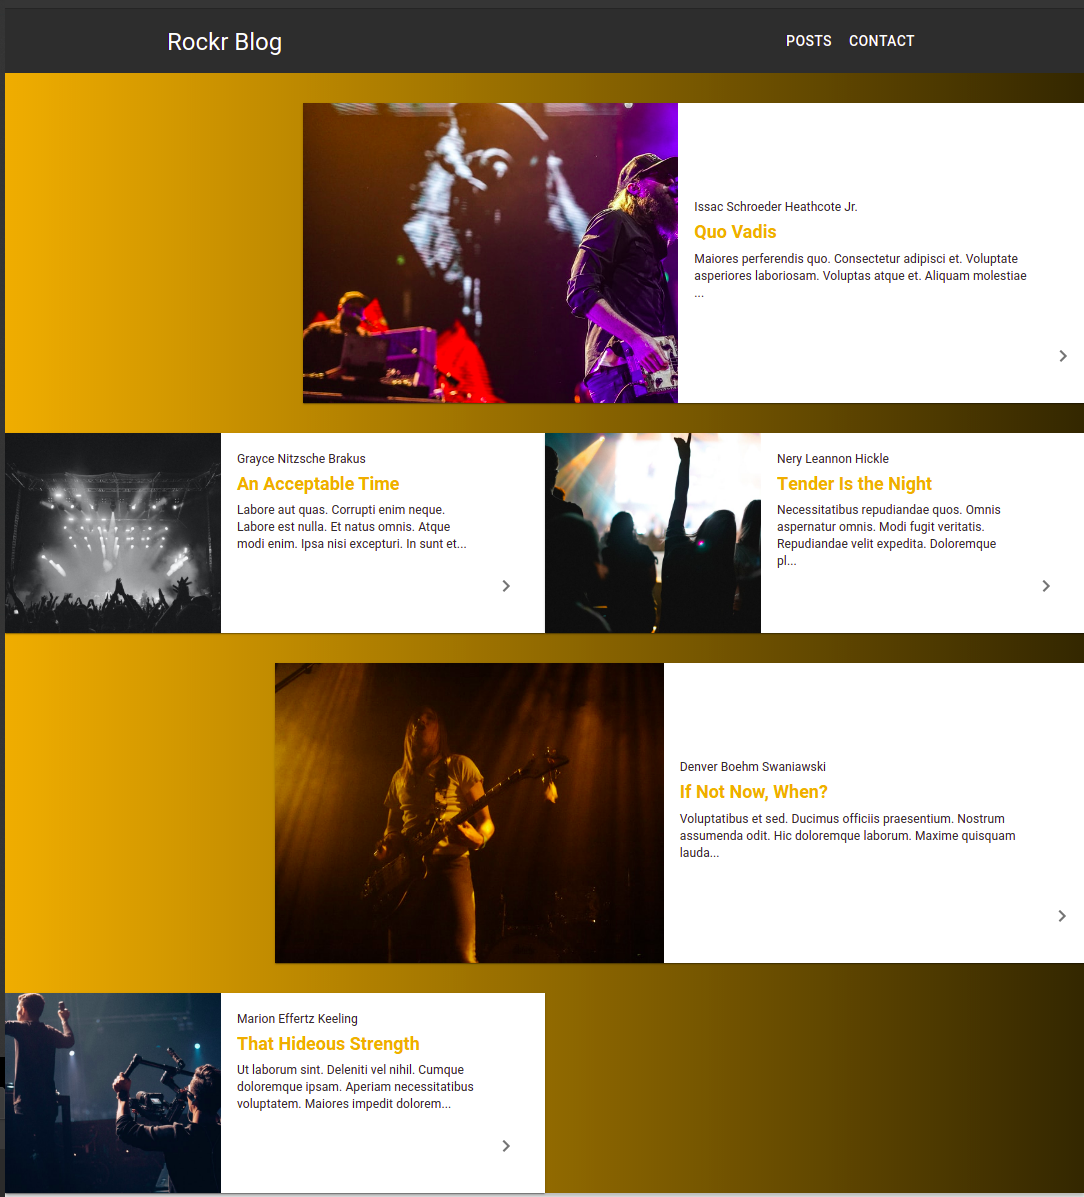 Rockr Blog
POSTS CONTACT
Issac Schroeder Heathcote Jr.
Quo Vadis
Maiores perferendis quo. Consectetur adipisci et. Voluptate
asperiores laboriosam. Voluptas atque et. Aliquam molestiae
...
Grayce Nitzsche Brakus
An Acceptable Time
Labore aut quas. Corrupti enim neque.
Labore est nulla. Et natus omnis. Atque
modi enim. Ipsa nisi excepturi. In sunt et...
Nery Leannon Hickle
Tender Is the Night
Necessitatibus repudiandae quos. Omnis
aspernatur omnis. Modi fugit veritatis.
Repudiandae velit expedita. Doloremque
pl...
Denver Boehm Swaniawski
If Not Now, When?
Voluptatibus et sed. Ducimus officiis praesentium. Nostrum
assumenda odit. Hic doloremque laborum. Maxime quisquam
lauda...
Marion Effertz Keeling
That Hideous Strength
Ut laborum sint. Deleniti vel nihil. Cumque
doloremque ipsam. Aperiam necessitatibus
voluptatem. Maiores impedit dolorem...